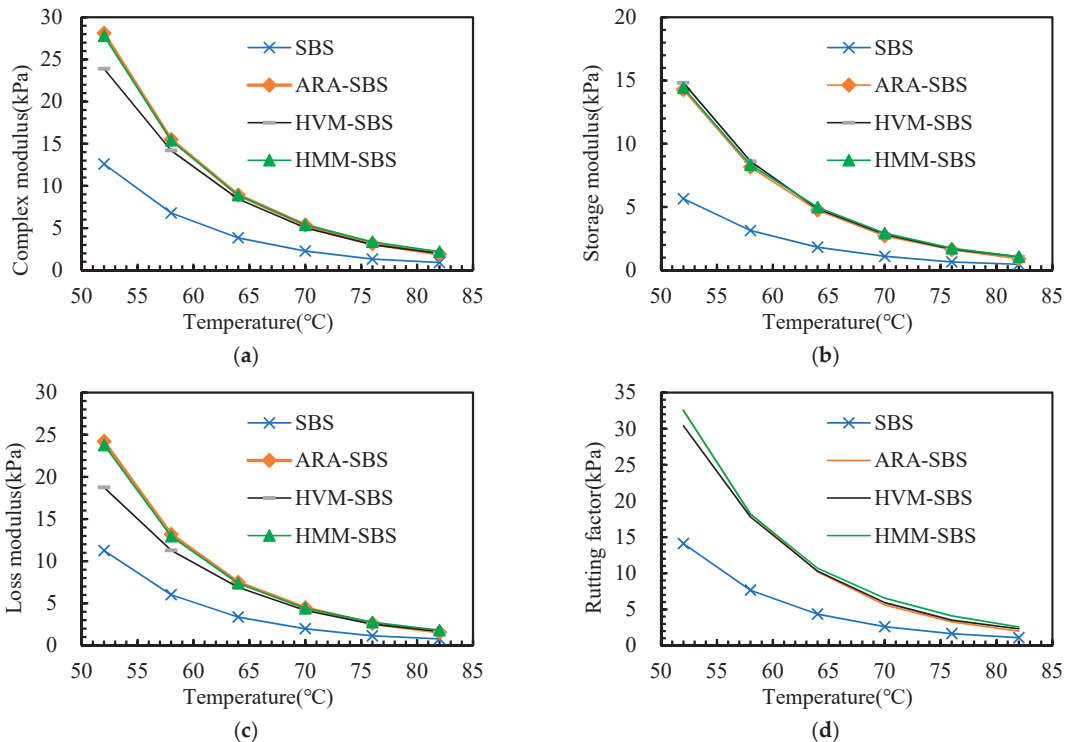 30
25
20
15
10
5
0
Complex modulus(kPa)
SBS
ARA-SBS
HVM-SBS
HMM-SBS
50 55 60 65 70 75 80 85
Temperature(℃)
(a)
20
15
10
5
0
Storage modulus(kPa)
SBS
ARA-SBS
HVM-SBS
HMM-SBS
50 55 60 65 70 75 80 85
Temperature(℃)
(b)
30
25
20
15
10
5
0
Loss modulus(kPa)
SBS
ARA-SBS
HVM-SBS
HMM-SBS
50 55 60 65 70 75 80 85
Temperature(℃)
(c)
35
30
25
20
15
10
5
0
Rutting factor(kPa)
SBS
ARA-SBS
HVM-SBS
HMM-SBS
50 55 60 65 70 75 80 85
Temperature(℃)
(d)